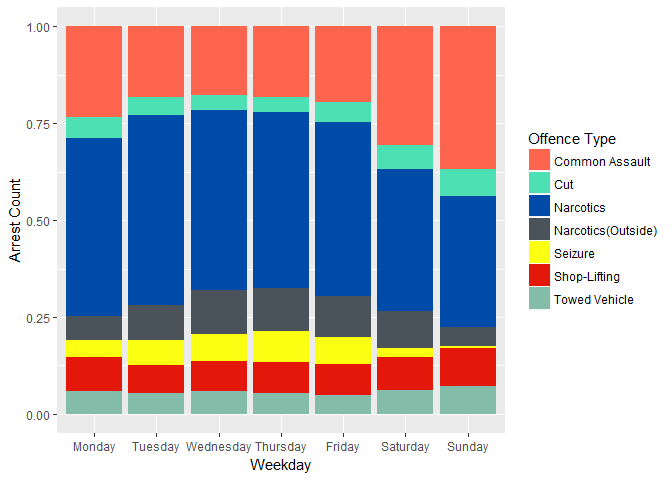 1.00
0.75
0.50
0.25
0.00
Arrest Count
Monday Tuesday Wednesday Thursday Friday Saturday Sunday
Weekday
Offence Type
Common Assault
Cut
Narcotics
Narcotics(Outside)
Seizure
Shop-Lifting
Towed Vehicle